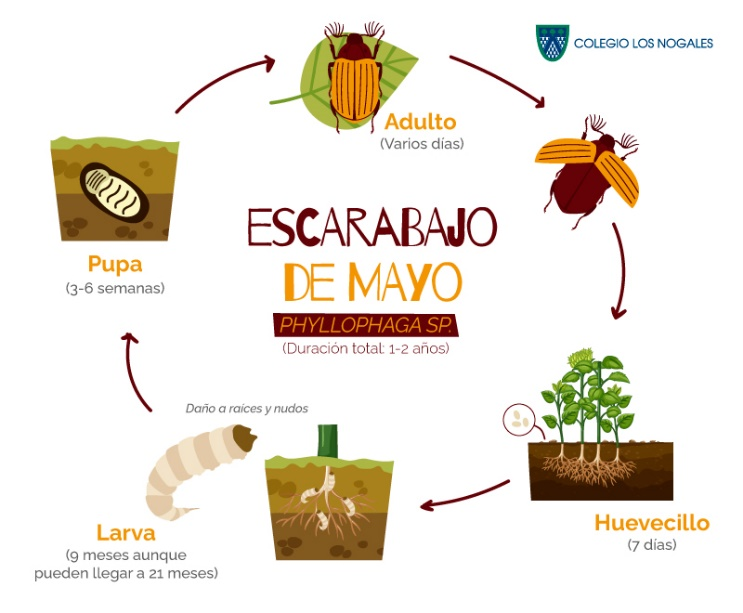 COLEGIO LOS NOGALES
Adulto
(Varios días)
ESCARABAJO
DE MAYO
PHYLLOPHAGA SP.
(Duración total: 1-2 años)
Pupa
(3-6 semanas)
Daño a raíces y nudos
Larva
(9 meses aunque
pueden llegar a 21 meses)
Huevecillo
(7 días)